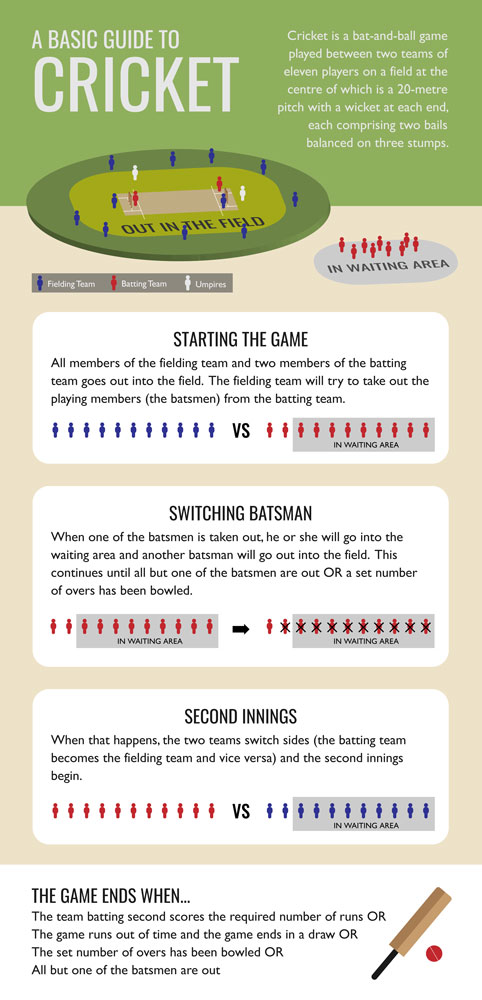 A BASIC GUIDE TO
CRICKET
Cricket is a bat-and-ball game
played between two teams of
eleven players on a field at the
centre of which is a 20-metre
pitch with a wicket at each end,
each comprising two bails
balanced on three stumps.
OUT IN THE FIELD
IN WAITING AREA
Fielding Team
Batting Team
Umpires
STARTING THE GAME
All members of the fielding team and two members of the batting
team goes out into the field. The fielding team will try to take out the
playing members (the batsmen) from the batting team.
VS
IN WAITING AREA
SWITCHING BATSMAN
When one of the batsmen is taken out, he or she will go into the
waiting area and another batsman will go out into the field. This
continues until all but one of the batsmen are out OR a set number
of overs has been bowled.
IN WAITING AREA
IN WAITING AREA
SECOND INNINGS
When that happens, the two teams switch sides (the batting team
becomes the fielding team and vice versa) and the second innings
begin.
VS
IN WAITING AREA
THE GAME ENDS WHEN...
The team batting second scores the required number of runs OR
The game runs out of time and the game ends in a draw OR
The set number of overs has been bowled OR
All but one of the batsmen are out